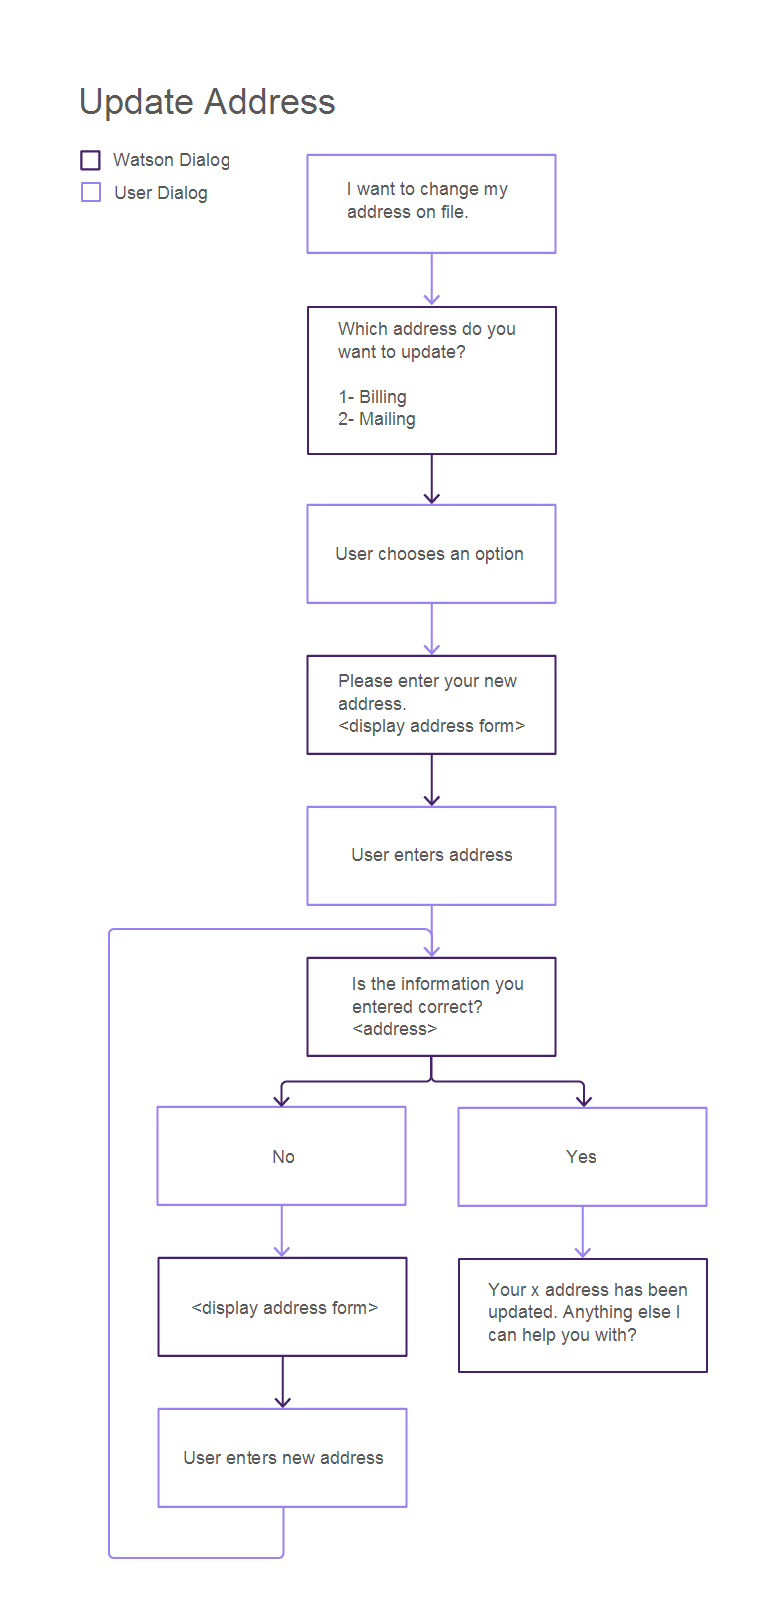 Update Address
Watson Dialog
User Dialog
I want to change my
address on file.
Which address do you
want to update?
1- Billing
2- Mailing
User chooses an option
Please enter your new
address.
<display address form>
User enters address
Is the information you
entered correct?
<address>
No
Yes
<display address form>
Your x address has been
updated. Anything else I
can help you with?
User enters new address